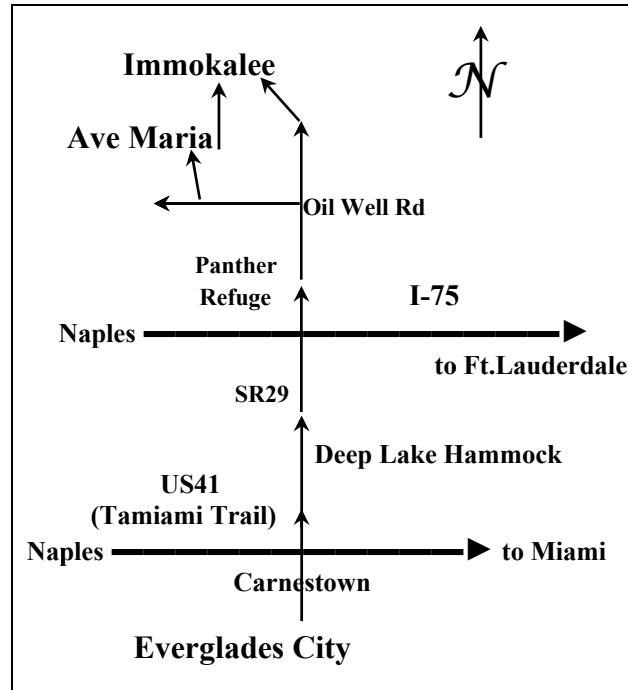 Immokalee
N
Ave Maria
Oil Well Rd
Panther
Refuge
I-75
Naples
to Ft.Lauderdale
SR29
Deep Lake Hammock
US41
(Tamiami Trail)
Naples
to Miami
Carnestown
Everglades City